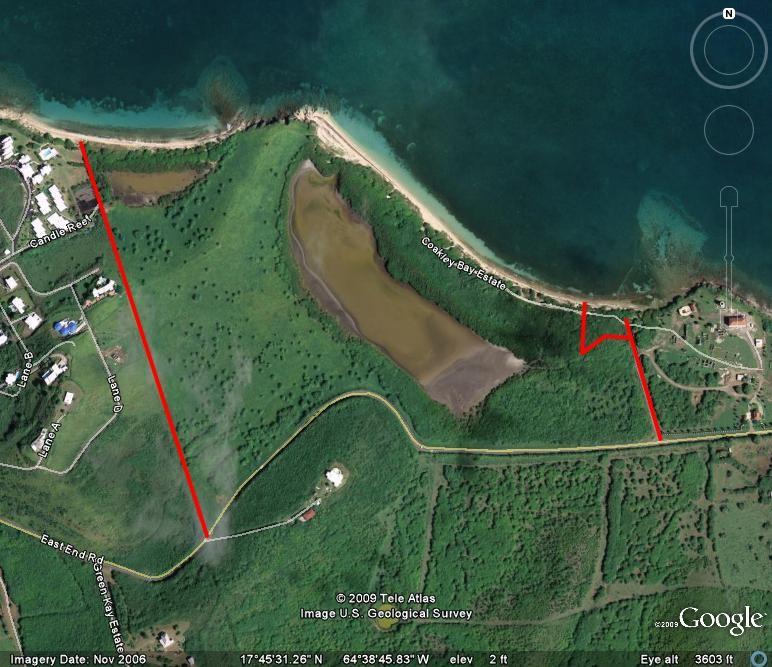 N
Candle Reef
Coakley Bay Estate
Lane B
Lane D
Lane A
East End Rd
Green Kay Estate
© 2009 Tele Atlas
Image U.S. Geological Survey
©2009 Google™
Imagery Date: Nov 2006 17°45'31.26" N 64°38'45.83" W elev 2 ft Eye alt 3603 ft